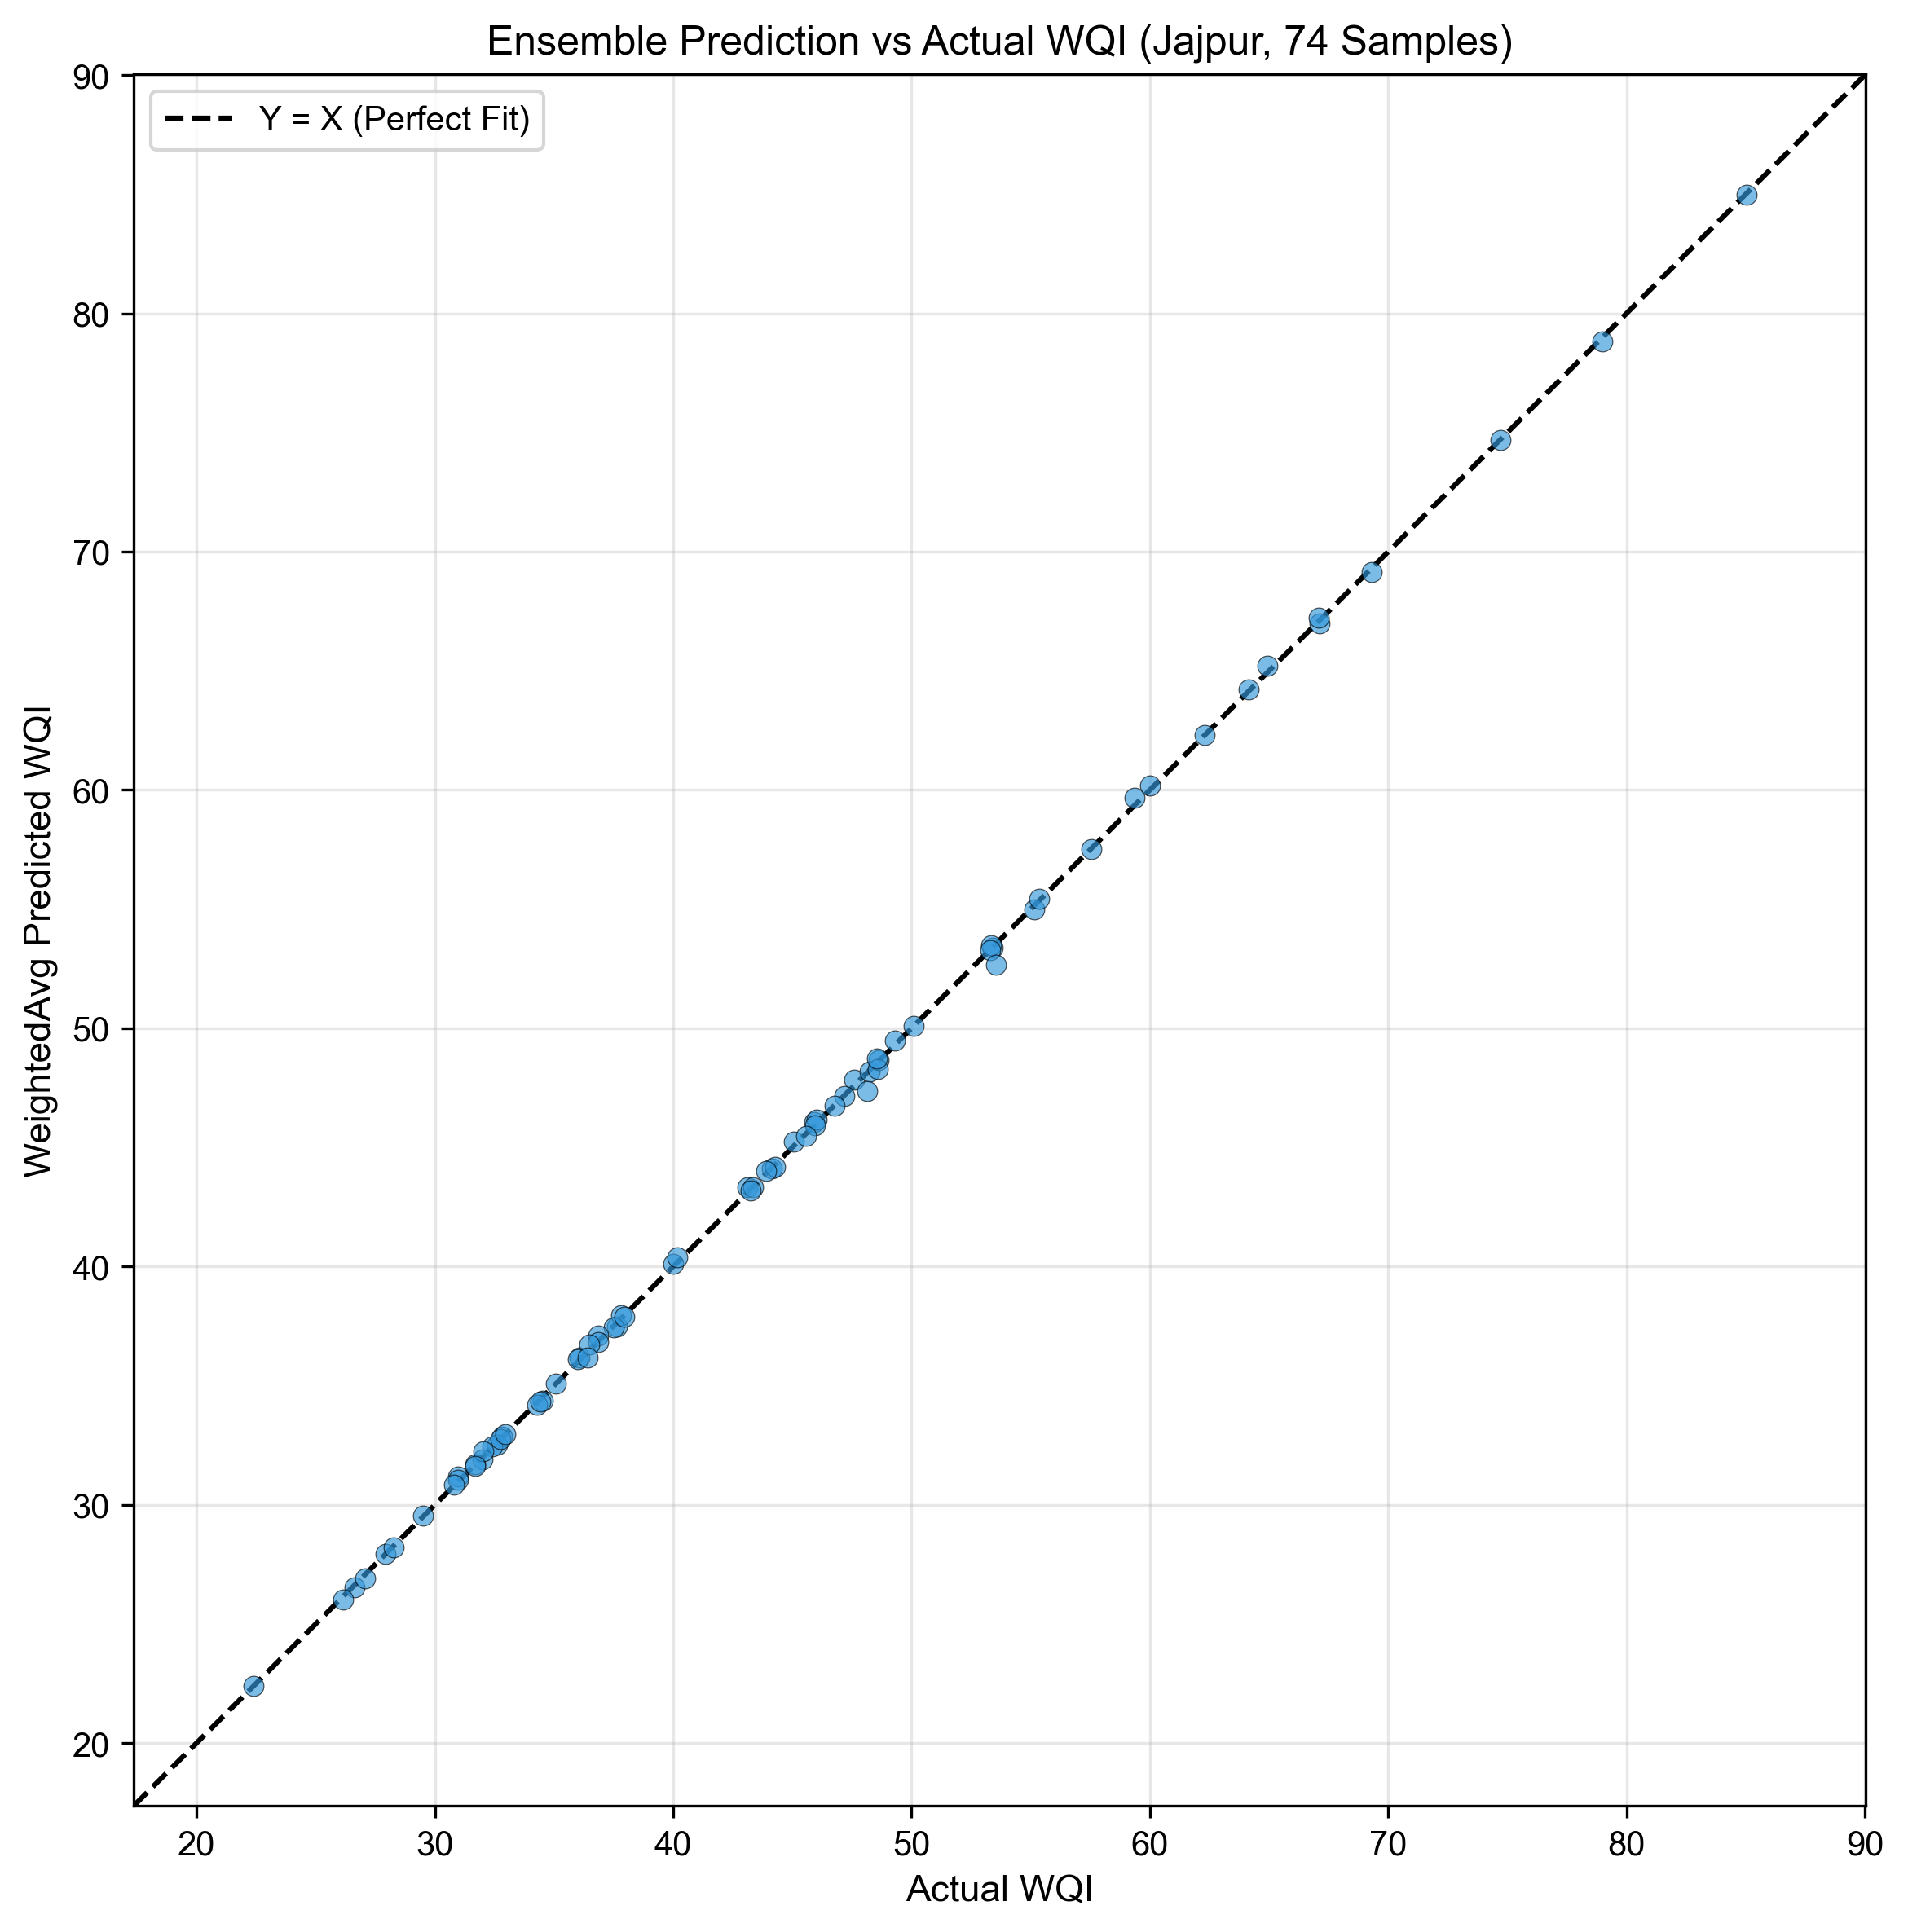 Ensemble Prediction vs Actual WQI (Jajpur, 74 Samples)
Y = X (Perfect Fit)
WeightedAvg Predicted WQI
90
80
70
60
50
40
30
20
20 30 40 50 60 70 80 90
Actual WQI